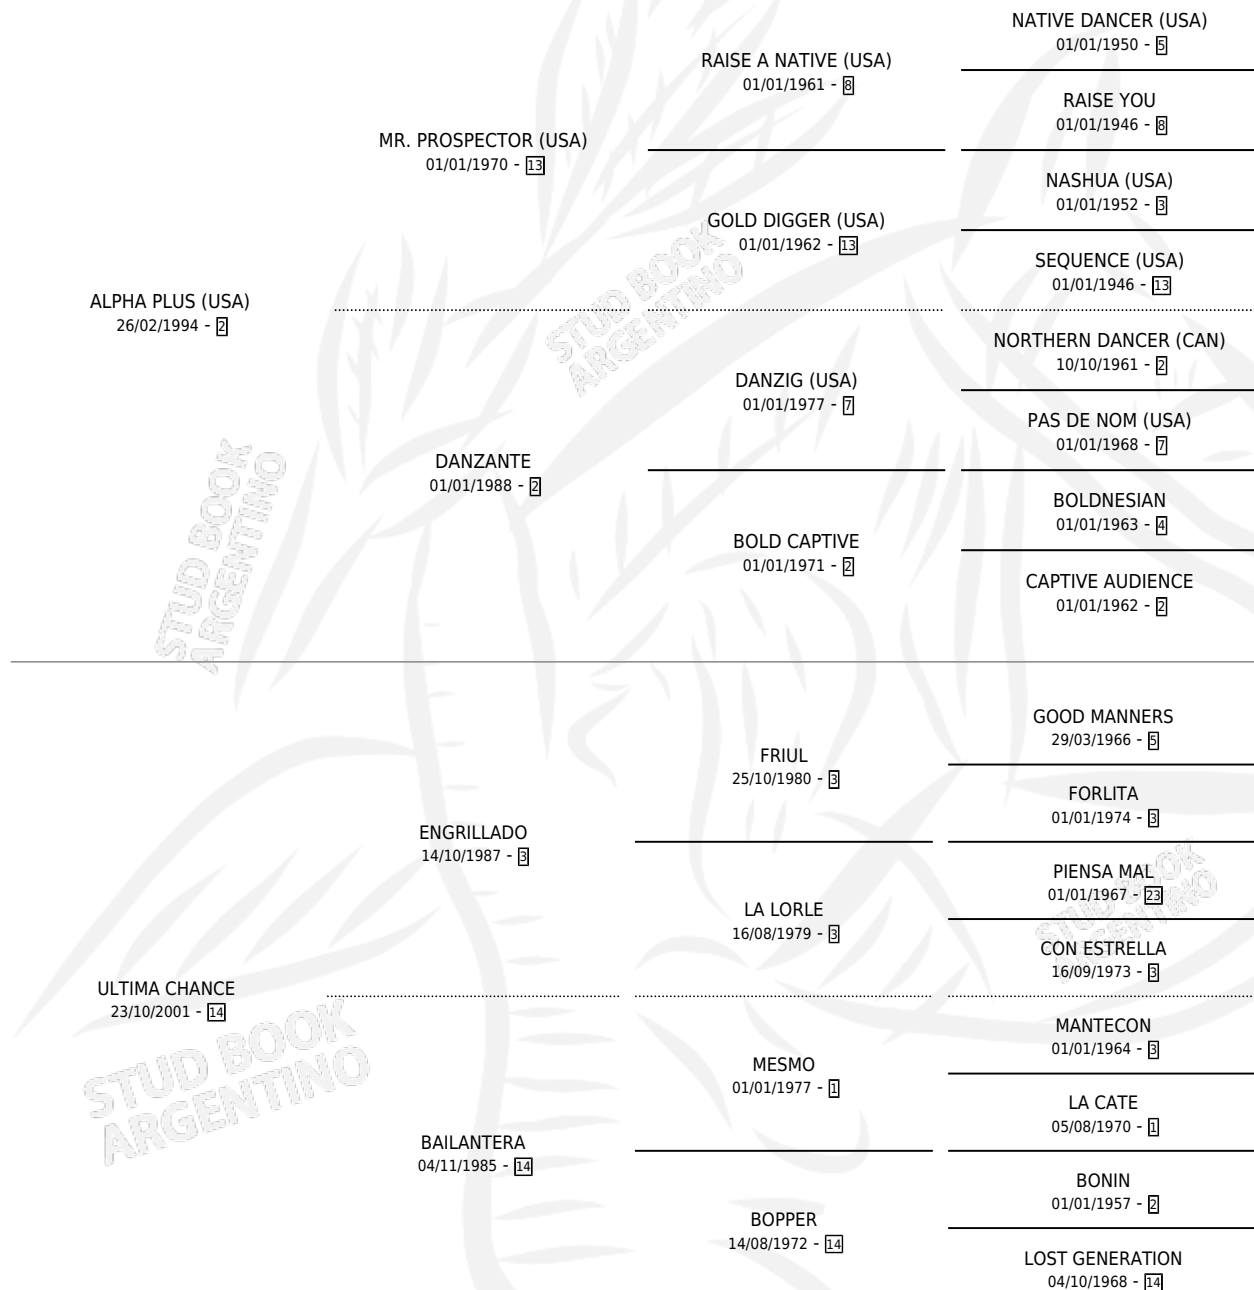 NATIVE DANCER (USA)
01/01/1950 - 5
RAISE A NATIVE (USA)
01/01/1961 - 8
RAISE YOU
01/01/1946 - 8
MR. PROSPECTOR (USA)
01/01/1970 - 13
NASHUA (USA)
01/01/1952 - 3
GOLD DIGGER (USA)
01/01/1962 - 13
SEQUENCE (USA)
01/01/1946 - 13
STUD BOOK
ARGENTINO
ALPHA PLUS (USA)
26/02/1994 - 2
NORTHERN DANCER (CAN)
10/10/1961 - 2
DANZIG (USA)
01/01/1977 - 7
PAS DE NOM (USA)
01/01/1968 - 7
DANZANTE
01/01/1988 - 2
BOLDNESIAN
01/01/1963 - 4
BOLD CAPTIVE
01/01/1971 - 2
CAPTIVE AUDIENCE
01/01/1962 - 2
STUD BOOK
ARGENTINO
GOOD MANNERS
29/03/1966 - 5
FRIUL
25/10/1980 - 3
FORLITA
01/01/1974 - 3
ENGRILLADO
14/10/1987 - 3
PIENSA MAL
01/01/1967 - 23
LA LORLE
16/08/1979 - 3
CON ESTRELLA
16/09/1973 - 3
STUD BOOK
ARGENTINO
ULTIMA CHANCE
23/10/2001 - 14
MANTECON
01/01/1964 - 3
MESMO
01/01/1977 - 1
LA CATE
05/08/1970 - 1
STUD BOOK
ARGENTINO
BAILANTERA
04/11/1985 - 14
BONIN
01/01/1957 - 2
BOPPER
14/08/1972 - 14
LOST GENERATION
04/10/1968 - 14